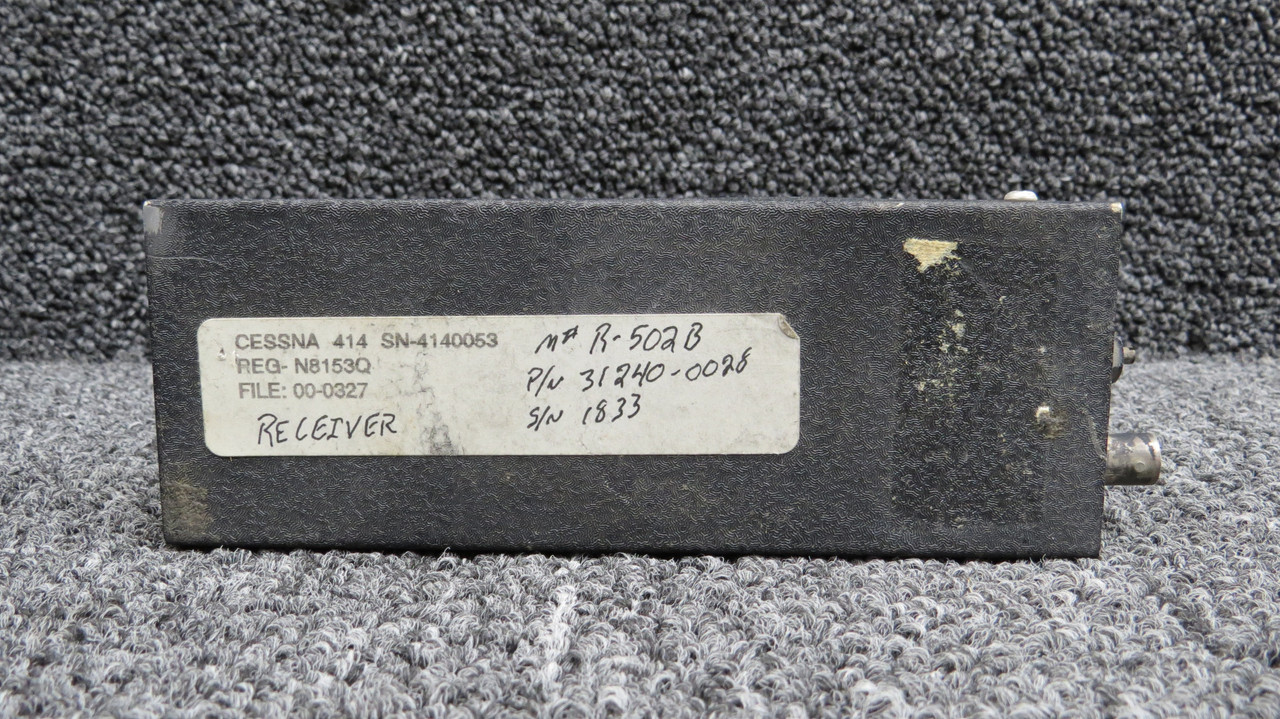 CESSNA 414 SN-4140053
REG- N8153Q
FILE: 00-0327
RECEIVER
M# R-502B
P/N 31240-0028
S/N 1833